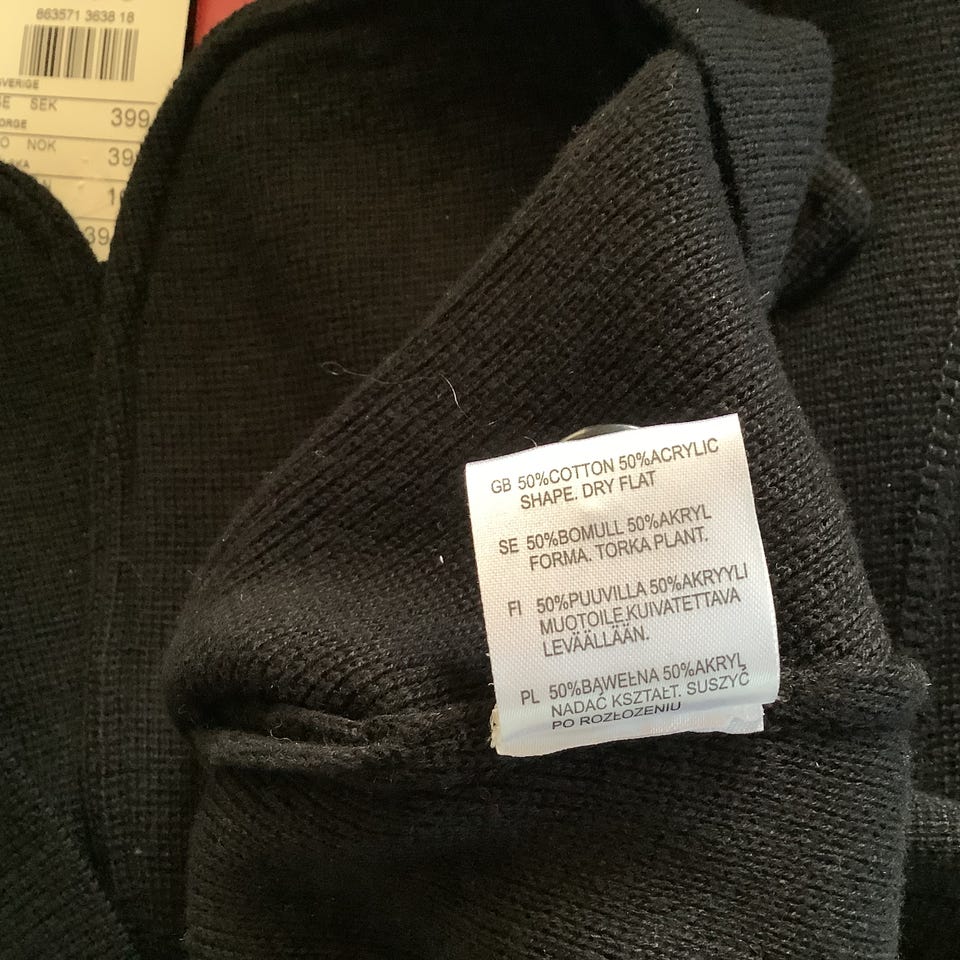 863571 3638 18
SEK 399
NOK
GB 50%COTTON 50%ACRYLIC
SHAPE. DRY FLAT
SE 50%BOMULL 50%AKRYL
FORMA. TORKA PLANT.
FI 50%PUUVILLA 50%AKRYYLI
MUOTOILE.KUIVATETTAVA
LEVÄÄLLÄÄN.
PL 50%BAWEŁNA 50%AKRYL
NADAĆ KSZTAŁT. SUSZYĆ
PO ROZŁOZENIU